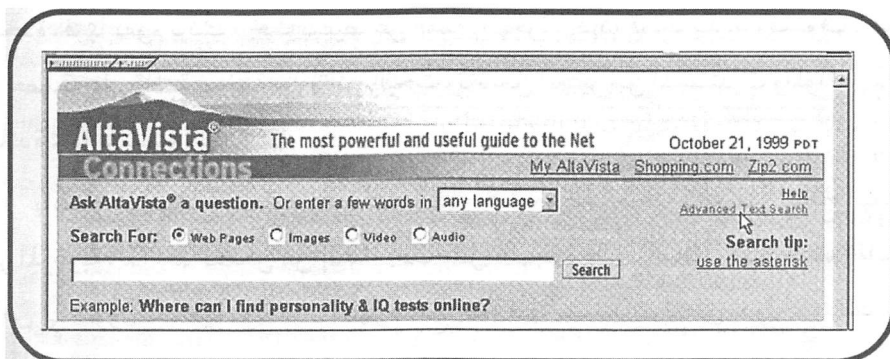 AltaVista®
The most powerful and useful guide to the Net
October 21, 1999 PDT
Connections
My AltaVista Shopping.com Zip2.com
Ask AltaVista® a question. Or enter a few words in any language
Help
Advanced Text Search
Search For: Web Pages Images Video Audio
Search tip:
use the asterisk
Search
Example: Where can I find personality & IQ tests online?